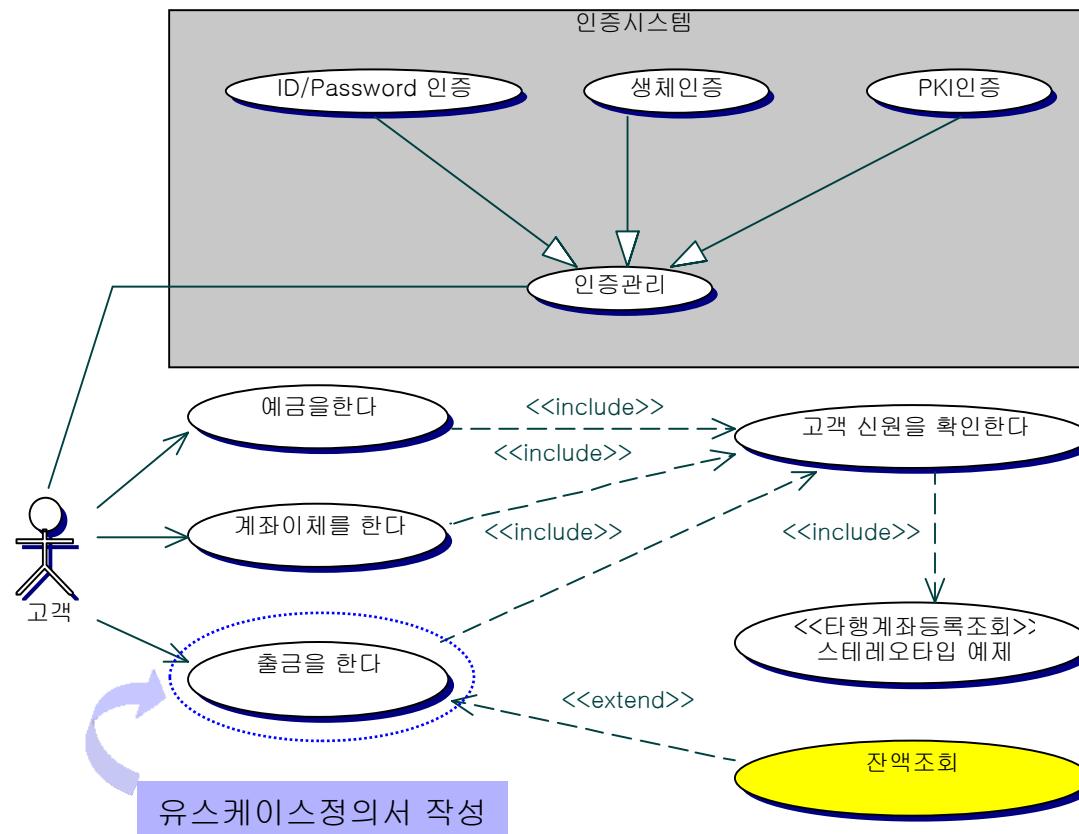 인증시스템
ID/Password 인증
생체인증
PKI인증
인증관리
예금을한다
<<include>>
고객 신원을 확인한다
<<include>>
계좌이체를 한다
<<include>>
<<include>>
고객
출금을 한다
<<타행계좌등록조회>>
스테레오타입 예제
<<extend>>
잔액조회
유스케이스정의서 작성